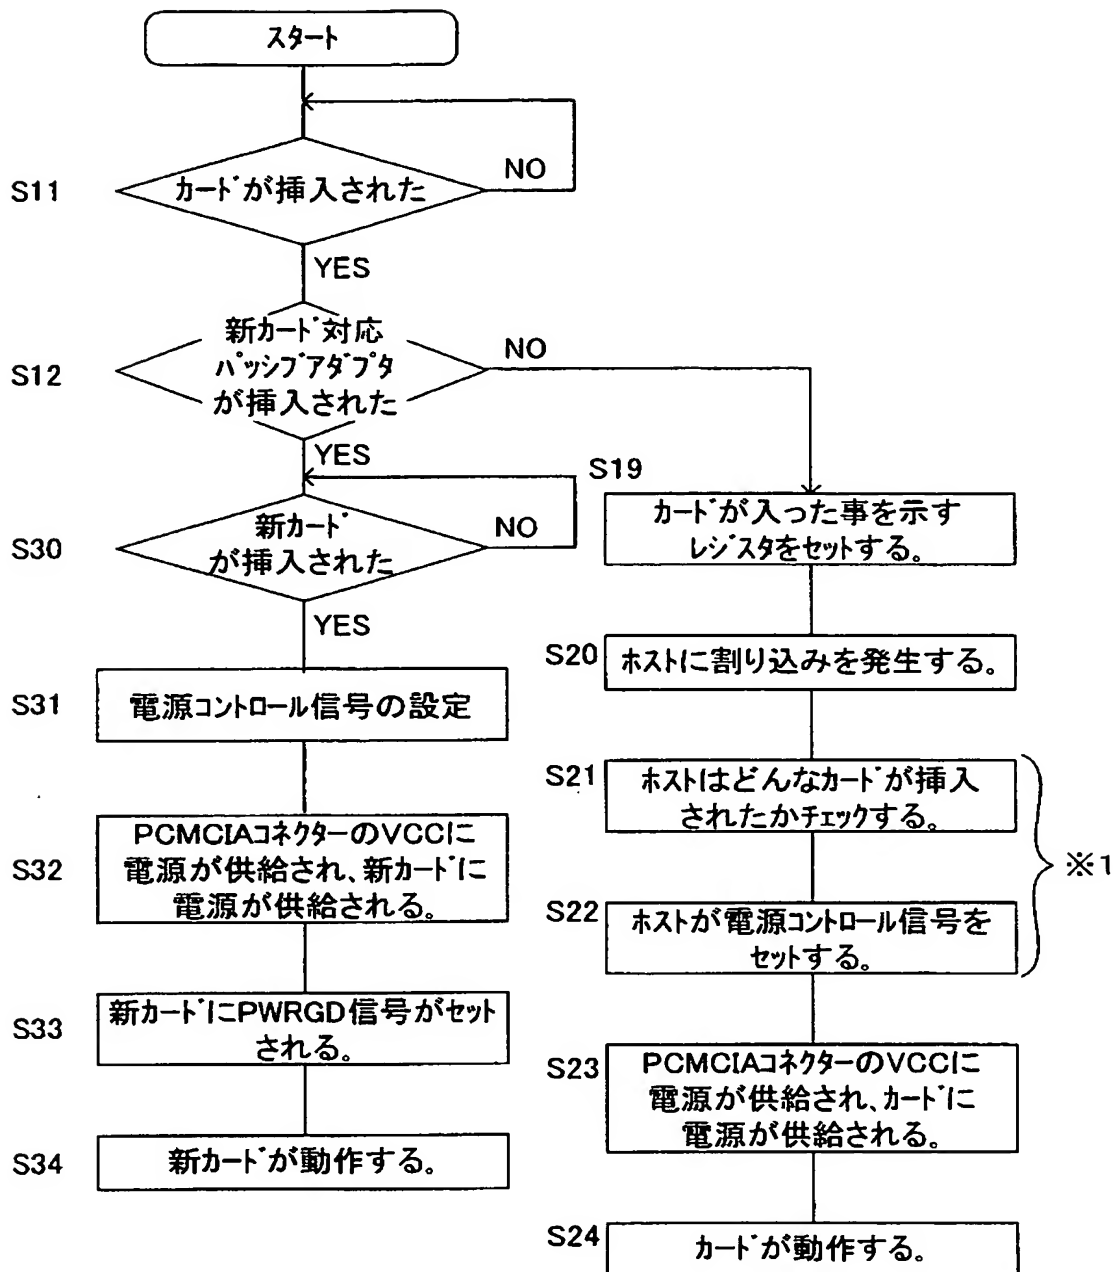 スタート
S11
カードが挿入された
NO
YES
S12
新カード対応
パッシブアダプタ
が挿入された
NO
YES
S30
新カード
が挿入された
NO
YES
S31
電源コントロール信号の設定
S32
PCMCIAコネクターのVCCに
電源が供給され、新カードに
電源が供給される。
S33
新カードにPWRGD信号がセット
される。
S34
新カードが動作する。
S19
カードが入った事を示す
レジスタをセットする。
S20
ホストに割り込みを発生する。
S21
ホストはどんなカードが挿入
されたかチェックする。
S22
ホストが電源コントロール信号を
セットする。
※1
S23
PCMCIAコネクターのVCCに
電源が供給され、カードに
電源が供給される。
S24
カードが動作する。